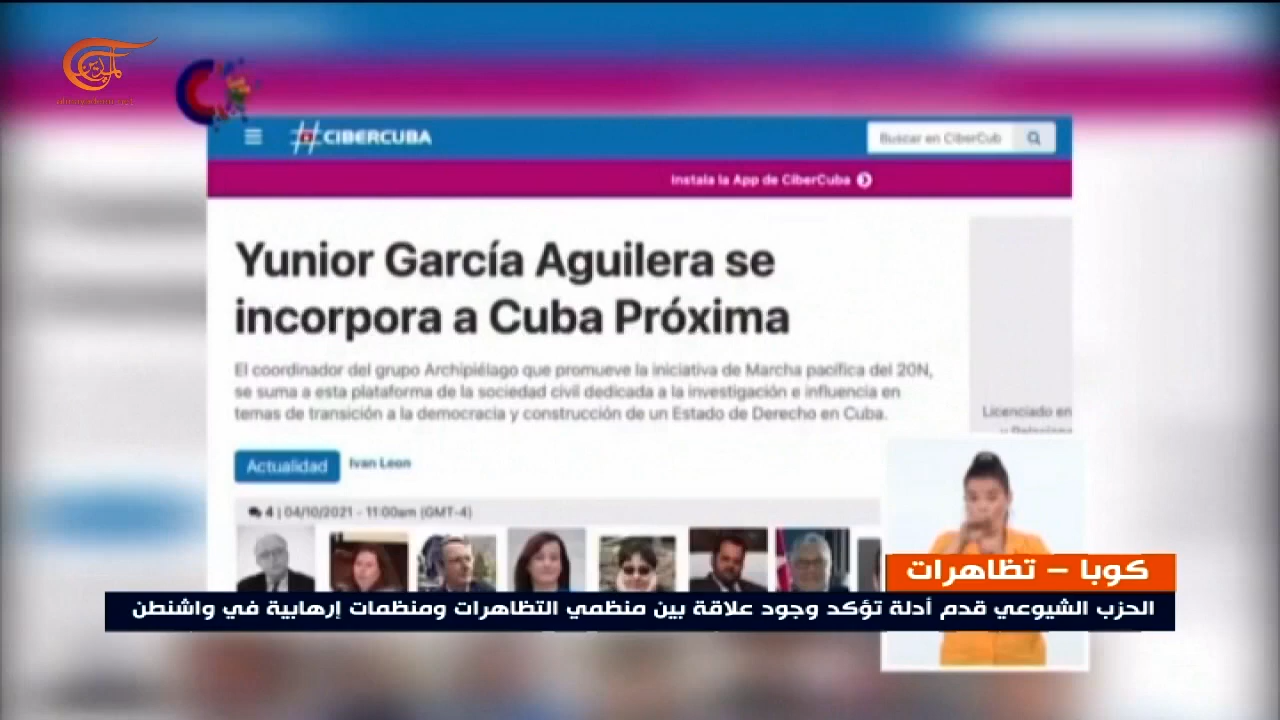 الميادين
almayadeen.net
#CIBERCUBA
Buscar en CiberCub
Instala la App de CiberCuba
Yunior García Aguilera se
incorpora a Cuba Próxima
El coordinador del grupo Archipiélago que promueve la iniciativa de Marcha pacífica del 20N,
se suma a esta plataforma de la sociedad civil dedicada a la investigación e influencia en
temas de transición a la democracia y construcción de un Estado de Derecho en Cuba.
Licenciado en
Actualidad
Ivan Leon
4 | 04/10/2021 - 11:00am (GMT-4)
كوبا – تظاهرات
الحزب الشيوعي قدم أدلة تؤكد وجود علاقة بين منظمي التظاهرات ومنظمات إرهابية في واشنطن